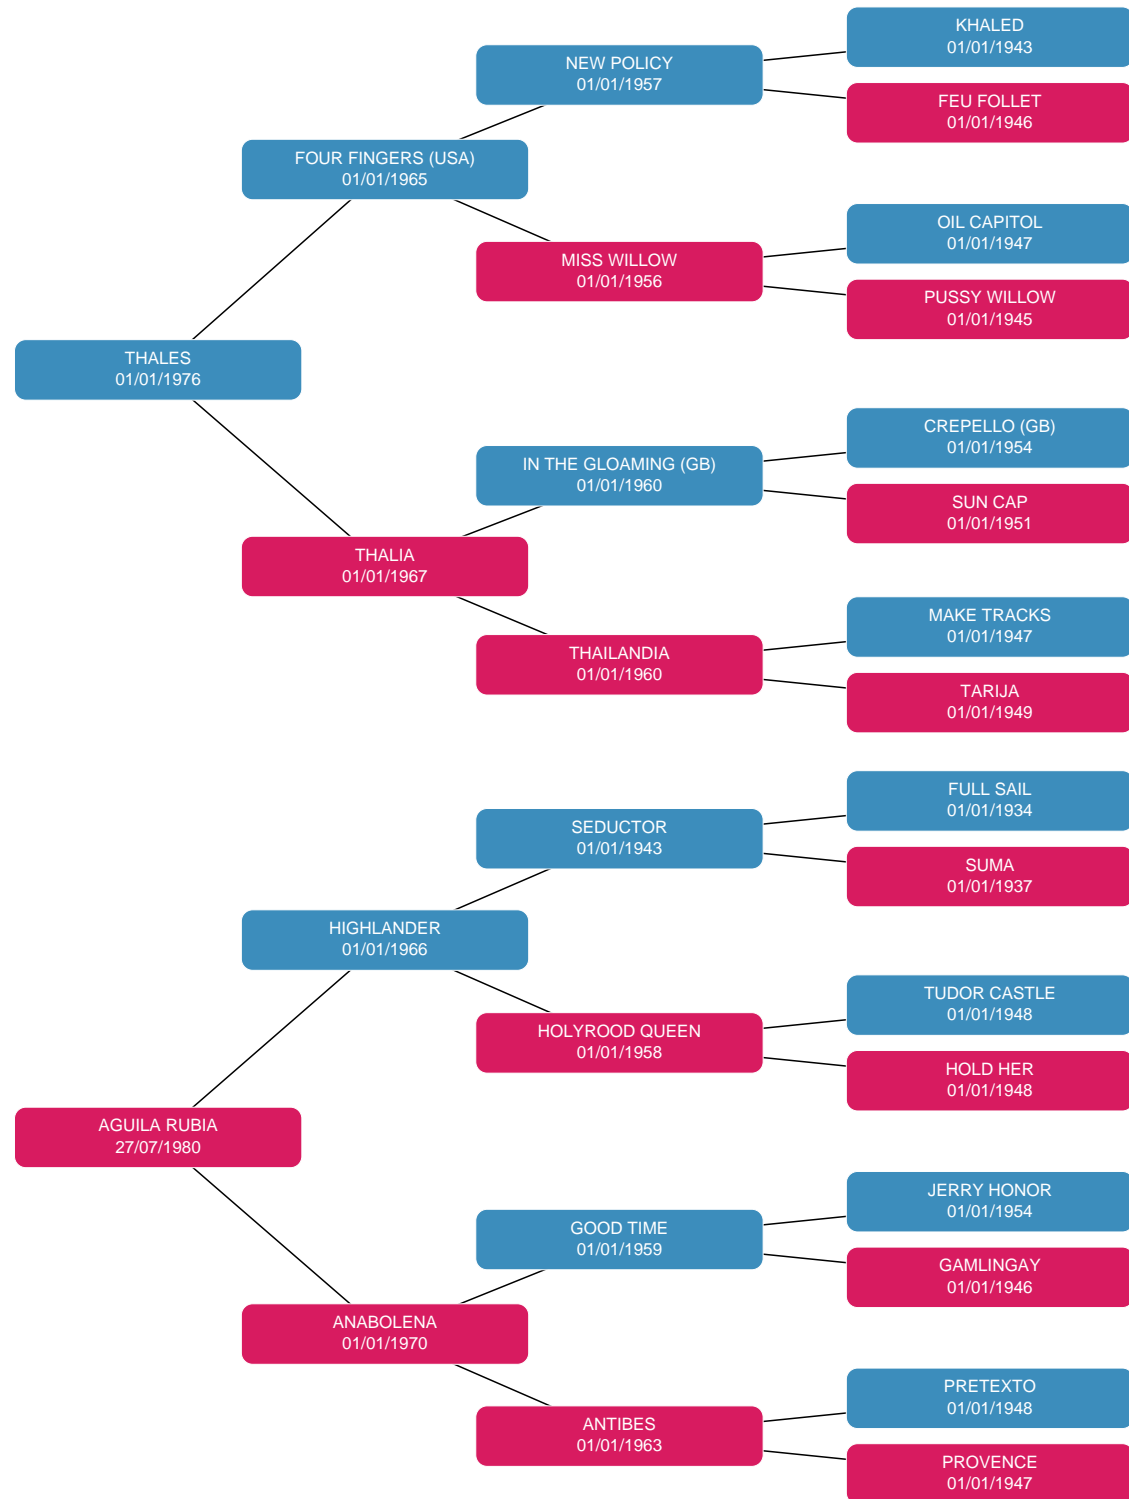 KHALED
01/01/1943
NEW POLICY
01/01/1957
FEU FOLLET
01/01/1946
FOUR FINGERS (USA)
01/01/1965
OIL CAPITOL
01/01/1947
MISS WILLOW
01/01/1956
PUSSY WILLOW
01/01/1945
THALES
01/01/1976
CREPELLO (GB)
01/01/1954
IN THE GLOAMING (GB)
01/01/1960
SUN CAP
01/01/1951
THALIA
01/01/1967
MAKE TRACKS
01/01/1947
THAILANDIA
01/01/1960
TARIJA
01/01/1949
FULL SAIL
01/01/1934
SEDUCTOR
01/01/1943
SUMA
01/01/1937
HIGHLANDER
01/01/1966
TUDOR CASTLE
01/01/1948
HOLYROOD QUEEN
01/01/1958
HOLD HER
01/01/1948
AGUILA RUBIA
27/07/1980
JERRY HONOR
01/01/1954
GOOD TIME
01/01/1959
GAMLINGAY
01/01/1946
ANABOLENA
01/01/1970
PRETEXTO
01/01/1948
ANTIBES
01/01/1963
PROVENCE
01/01/1947